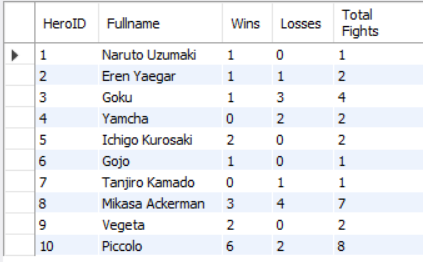 HeroID Fullname Wins Losses Total Fights
1 Naruto Uzumaki 1 0 1
2 Eren Yaegar 1 1 2
3 Goku 1 3 4
4 Yamcha 0 2 2
5 Ichigo Kurosaki 2 0 2
6 Gojo 1 0 1
7 Tanjiro Kamado 0 1 1
8 Mikasa Ackerman 3 4 7
9 Vegeta 2 0 2
10 Piccolo 6 2 8